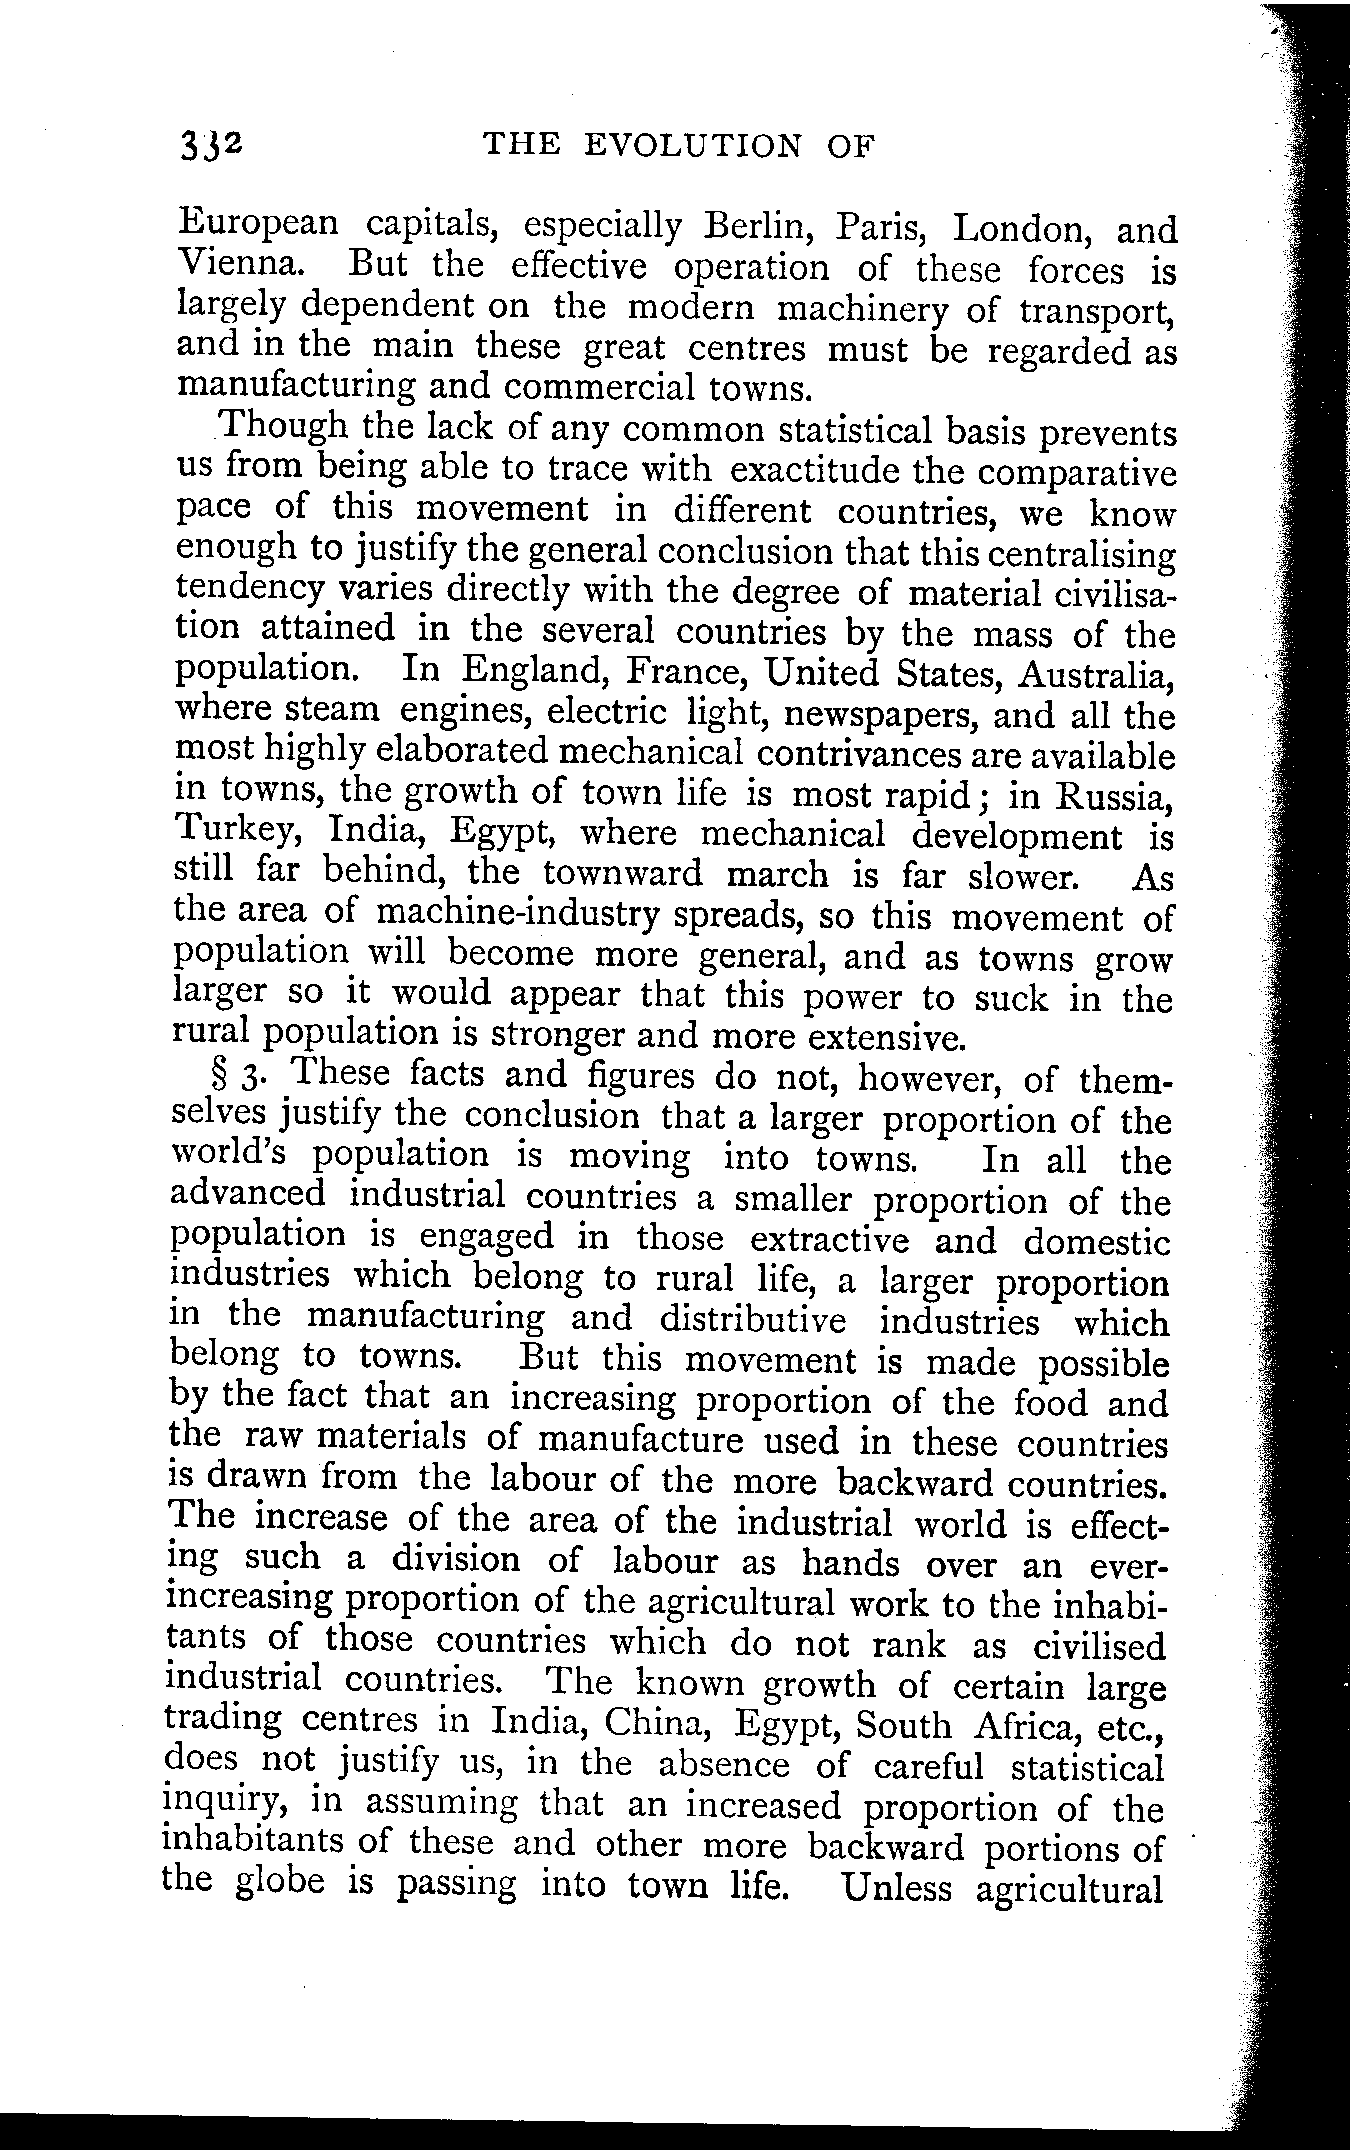 332 THE EVOLUTION OF
European capitals, especially Berlin, Paris, London, and
Vienna. But the effective operation of these forces is
largely dependent on the modern machinery of transport,
and in the main these great centres must be regarded as
manufacturing and commercial towns.
Though the lack of any common statistical basis prevents
us from being able to trace with exactitude the comparative
pace of this movement in different countries, we know
enough to justify the general conclusion that this centralising
tendency varies directly with the degree of material civilisa-
tion attained in the several countries by the mass of the
population. In England, France, United States, Australia,
where steam engines, electric light, newspapers, and all the
most highly elaborated mechanical contrivances are available
in towns, the growth of town life is most rapid; in Russia,
Turkey, India, Egypt, where mechanical development is
still far behind, the townward march is far slower. As
the area of machine-industry spreads, so this movement of
population will become more general, and as towns grow
larger so it would appear that this power to suck in the
rural population is stronger and more extensive.
§ 3. These facts and figures do not, however, of them-
selves justify the conclusion that a larger proportion of the
world's population is moving into towns. In all the
advanced industrial countries a smaller proportion of the
population is engaged in those extractive and domestic
industries which belong to rural life, a larger proportion
in the manufacturing and distributive industries which
belong to towns. But this movement is made possible
by the fact that an increasing proportion of the food and
the raw materials of manufacture used in these countries
is drawn from the labour of the more backward countries.
The increase of the area of the industrial world is effect-
ing such a division of labour as hands over an ever-
increasing proportion of the agricultural work to the inhabi-
tants of those countries which do not rank as civilised
industrial countries. The known growth of certain large
trading centres in India, China, Egypt, South Africa, etc.,
does not justify us, in the absence of careful statistical
inquiry, in assuming that an increased proportion of the
inhabitants of these and other more backward portions of
the globe is passing into town life. Unless agricultural